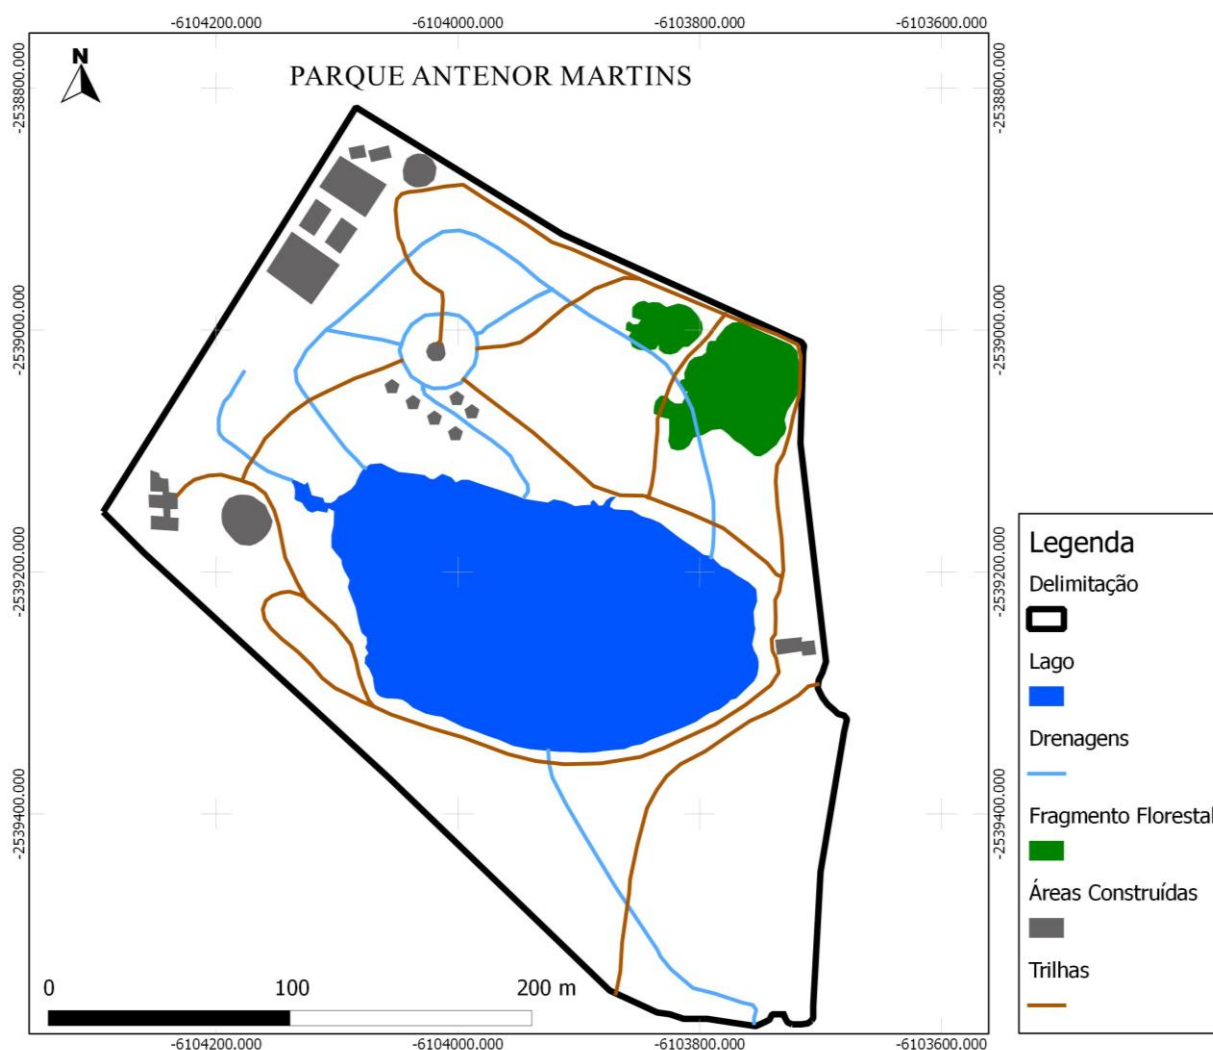 -6104200.000 -6104000.000 -6103800.000 -6103600.000
N
PARQUE ANTENOR MARTINS
-2538800.000 -2538800.000
-2539000.000 -2539000.000
-2539200.000 -2539200.000
-2539400.000 -2539400.000
Legenda
Delimitação
Lago
Drenagens
Fragmento Florestal
Áreas Construídas
Trilhas
0 100 200 m
-6104200.000 -6104000.000 -6103800.000 -6103600.000